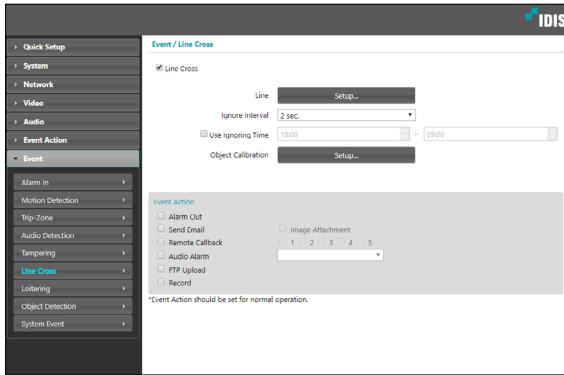 IDIS
Quick Setup
System
Network
Video
Audio
Event Action
Event
Alarm In
Motion Detection
Trip-Zone
Audio Detection
Tampering
Line Cross
Loitering
Object Detection
System Event
Event / Line Cross
Line Cross
Line Setup...
Ignore Interval 2 sec.
Use Ignoring Time 18:00 ~ 09:00
Object Calibration Setup...
Event Action
Alarm Out
Send Email Image Attachment
Remote Callback 1 2 3 4 5
Audio Alarm
FTP Upload
Record
*Event Action should be set for normal operation.